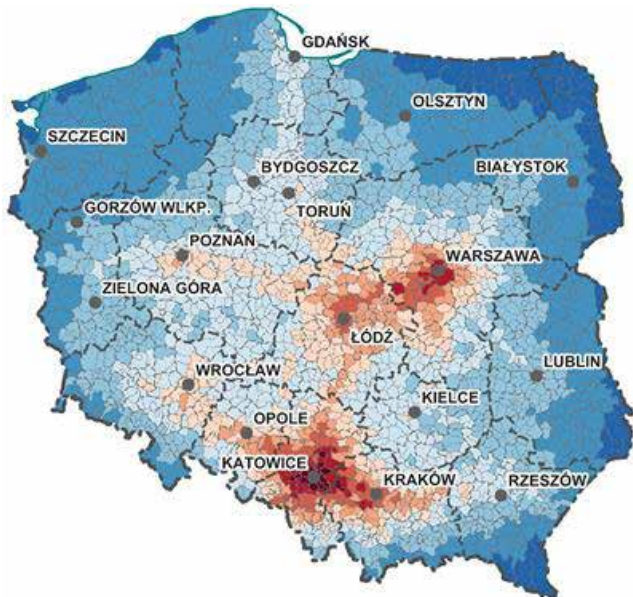 GDAŃSK
OLSZTYN
SZCZECIN
BYDGOSZCZ
BIAŁYSTOK
TORUŃ
GORZÓW WLKP.
POZNAŃ
WARSZAWA
ZIELONA GÓRA
ŁÓDŹ
WROCŁAW
LUBLIN
KIELCE
OPOLE
KATOWICE
KRAKÓW
RZESZÓW